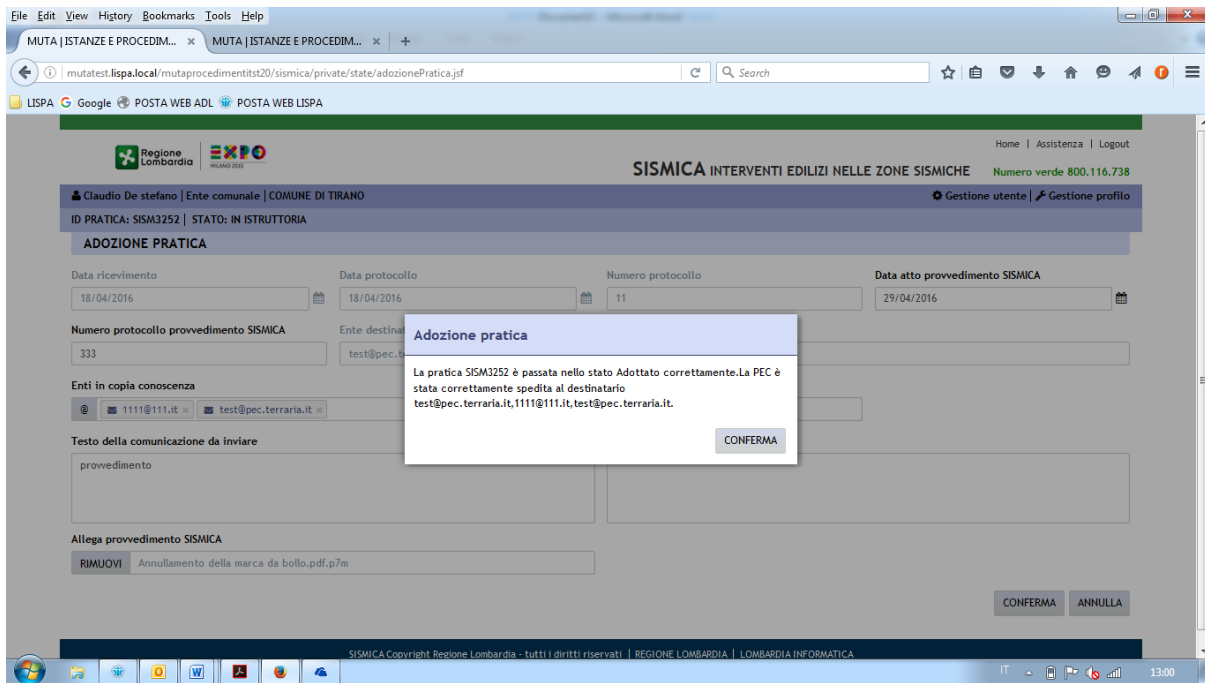 File Edit View History Bookmarks Tools Help
MUTA | ISTANZE E PROCEDIM... × MUTA | ISTANZE E PROCEDIM... × +
mutatest.lispa.local/mutaprocedimentitst20/sismica/private/state/adozionePratica.jsf
Search
LISPA Google POSTA WEB ADL POSTA WEB LISPA
Regione Lombardia
EXPO
MILANO 2015
Home | Assistenza | Logout
SISMICA INTERVENTI EDILIZI NELLE ZONE SISMICHE Numero verde 800.116.738
Claudio De stefano | Ente comunale | COMUNE DI TIRANO Gestione utente | Gestione profilo
ID PRATICA: SISM3252 | STATO: IN ISTRUTTORIA
ADOZIONE PRATICA
Data ricevimento Data protocollo Numero protocollo Data atto provvedimento SISMICA
18/04/2016 18/04/2016 11 29/04/2016
Numero protocollo provvedimento SISMICA Ente destinat
333 test@pec.te
Adozione pratica
La pratica SISM3252 è passata nello stato Adottato correttamente.La PEC è
stata correttamente spedita al destinatario
test@pec.terraria.it,1111@111.it,test@pec.terraria.it.
CONFERMA
Enti in copia conoscenza
@ 1111@111.it × test@pec.terraria.it ×
Testo della comunicazione da inviare
provvedimento
Allega provvedimento SISMICA
RIMUOVI Annullamento della marca da bollo.pdf.p7m
CONFERMA ANNULLA
SISMICA Copyright Regione Lombardia - tutti i diritti riservati | REGIONE LOMBARDIA | LOMBARDIA INFORMATICA
IT 13:00